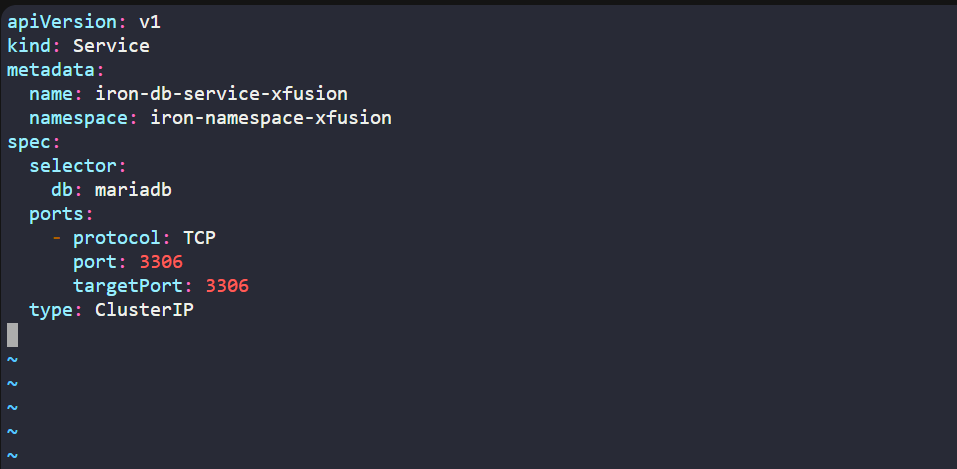 apiVersion: v1
kind: Service
metadata:
  name: iron-db-service-xfusion
  namespace: iron-namespace-xfusion
spec:
  selector:
    db: mariadb
  ports:
    - protocol: TCP
      port: 3306
      targetPort: 3306
  type: ClusterIP

~
~
~
~
~